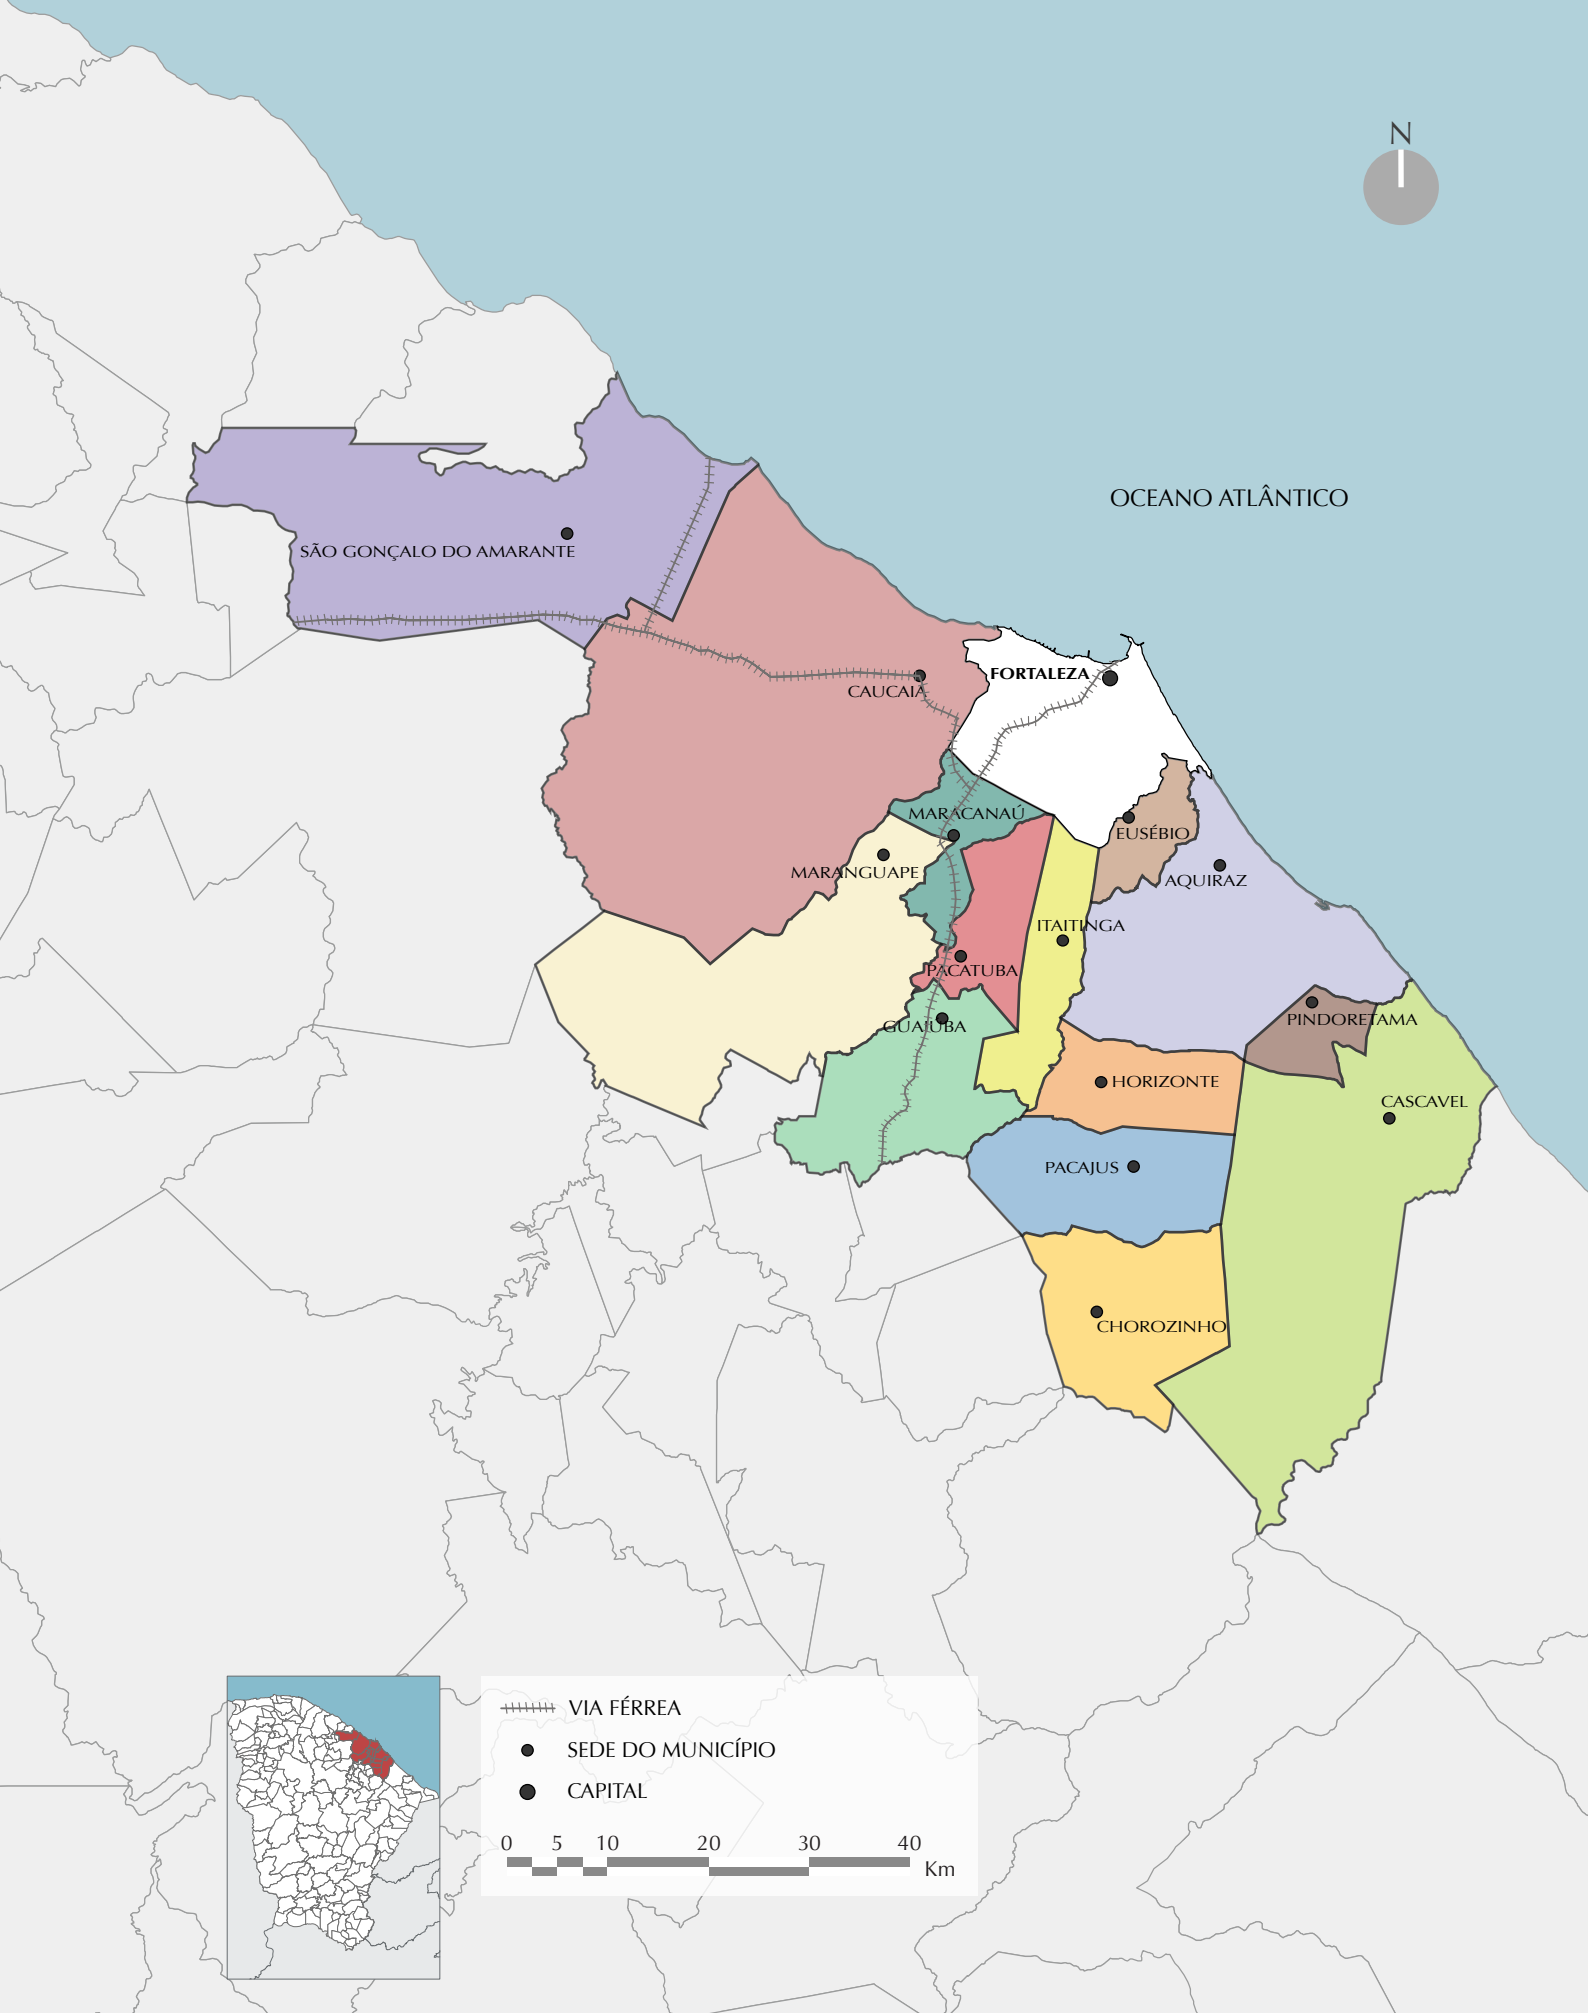 N
OCEANO ATLÂNTICO
SÃO GONÇALO DO AMARANTE
FORTALEZA
CAUCAIA
MARACANAÚ
EUSÉBIO
MARANGUAPE
AQUIRAZ
ITAITINGA
PACATUBA
PINDORETAMA
GUAIUBA
HORIZONTE
CASCAVEL
PACAJUS
CHOROZINHO
VIA FÉRREA
SEDE DO MUNICÍPIO
CAPITAL
0 5 10 20 30 40
Km